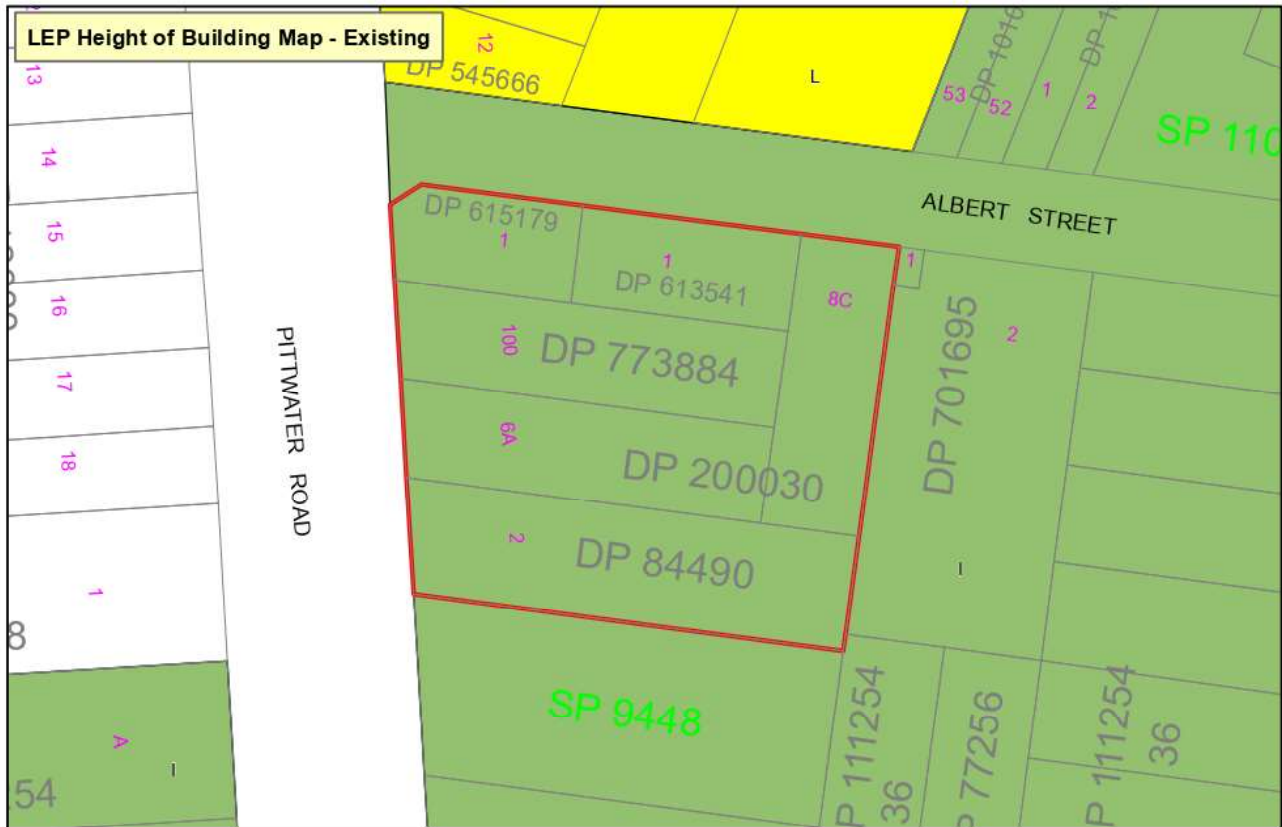 LEP Height of Building Map - Existing
12
DP 545666
L
53
DP 1016
52
1
2
SP 110
13
14
15
16
17
18
1
8
A
I
54
PITTWATER ROAD
ALBERT STREET
DP 615179
1
1
DP 613541
8C
1
100
DP 773884
6A
DP 200030
2
DP 84490
DP 701695
2
I
SP 9448
P 111254
36
P 77256
P 111254
36